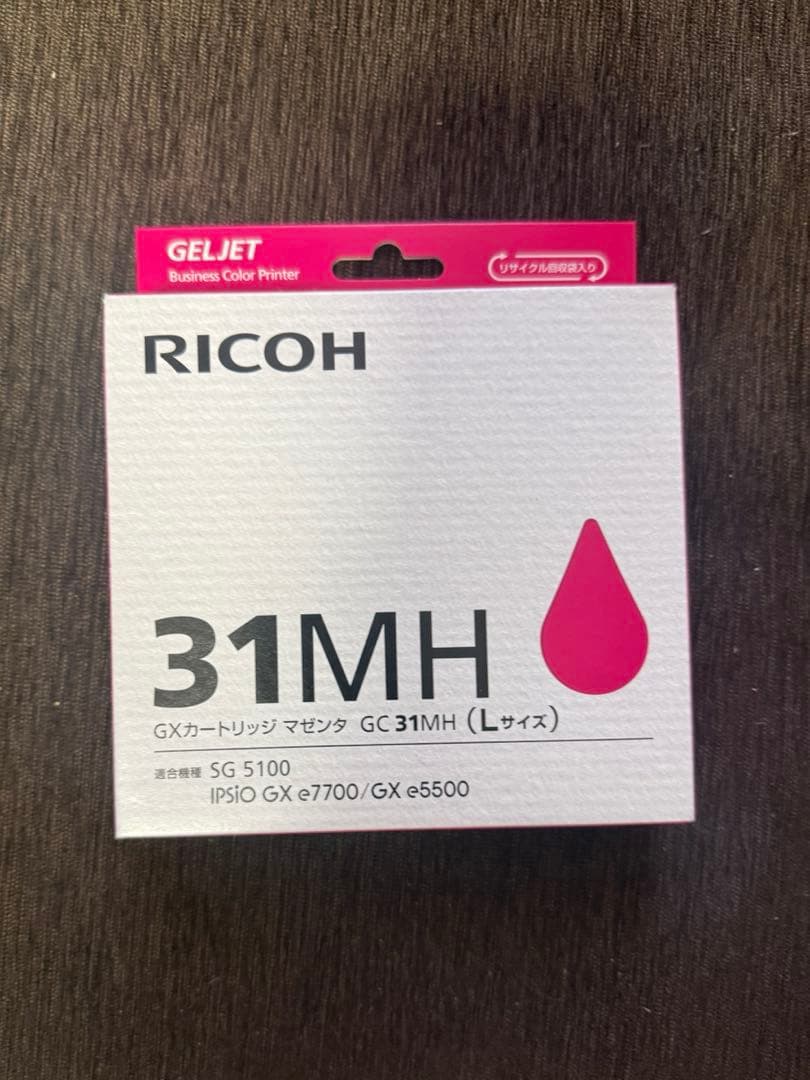 GELJET
Business Color Printer
リサイクル回収袋入り
RICOH
31MH
GXカートリッジ マゼンタ GC 31MH (Lサイズ)
適合機種 SG 5100
IPSiO GX e7700/GX e5500